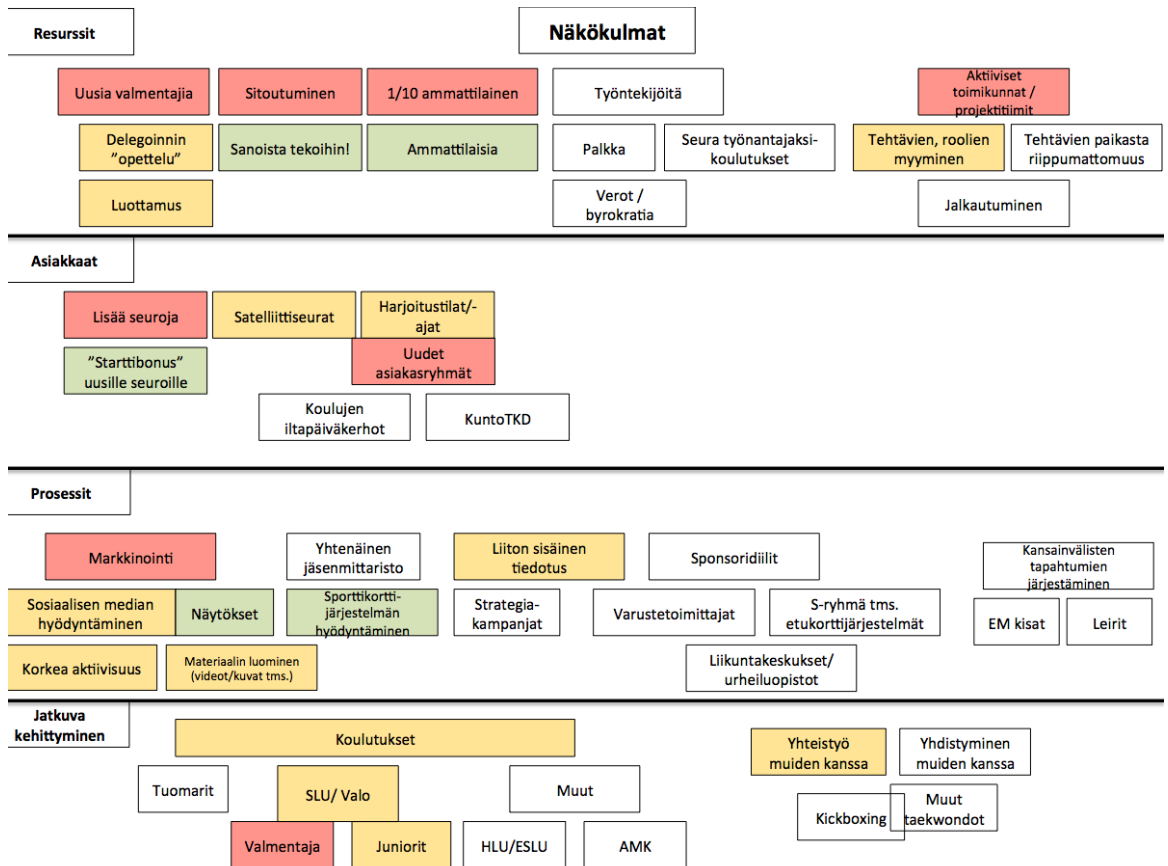 Resurssit
Näkökulmat
Uusia valmentajia
Sitoutuminen
1/10 ammattilainen
Työntekijöitä
Aktiiviset
toimikunnat /
projektitiimit
Delegoinnin
”opettelu”
Sanoista tekoihin!
Ammattilaisia
Palkka
Seura työnantajaksi-
koulutukset
Tehtävien, roolien
myyminen
Tehtävien paikasta
riippumattomuus
Luottamus
Verot /
byrokratia
Jalkautuminen
Asiakkaat
Lisää seuroja
Satelliittiseurat
Harjoitustilat/-
ajat
”Starttibonus”
uusille seuroille
Uudet
asiakasryhmät
Koulujen
iltapäiväkerhot
KuntoTKD
Prosessit
Markkinointi
Yhtenäinen
jäsenmittaristo
Liiton sisäinen
tiedotus
Sponsoridiilit
Kansainvälisten
tapahtumien
järjestäminen
Sosiaalisen median
hyödyntäminen
Näytökset
Sporttikortti-
järjestelmän
hyödyntäminen
Strategia-
kampanjat
Varustetoimittajat
S-ryhmä tms.
etukorttijärjestelmät
EM kisat
Leirit
Korkea aktiivisuus
Materiaalin luominen
(videot/kuvat tms.)
Liikuntakeskukset/
urheiluopistot
Jatkuva
kehittyminen
Koulutukset
Yhteistyö
muiden kanssa
Yhdistyminen
muiden kanssa
Tuomarit
SLU/ Valo
Muut
Kickboxing
Muut
taekwondot
Valmentaja
Juniorit
HLU/ESLU
AMK